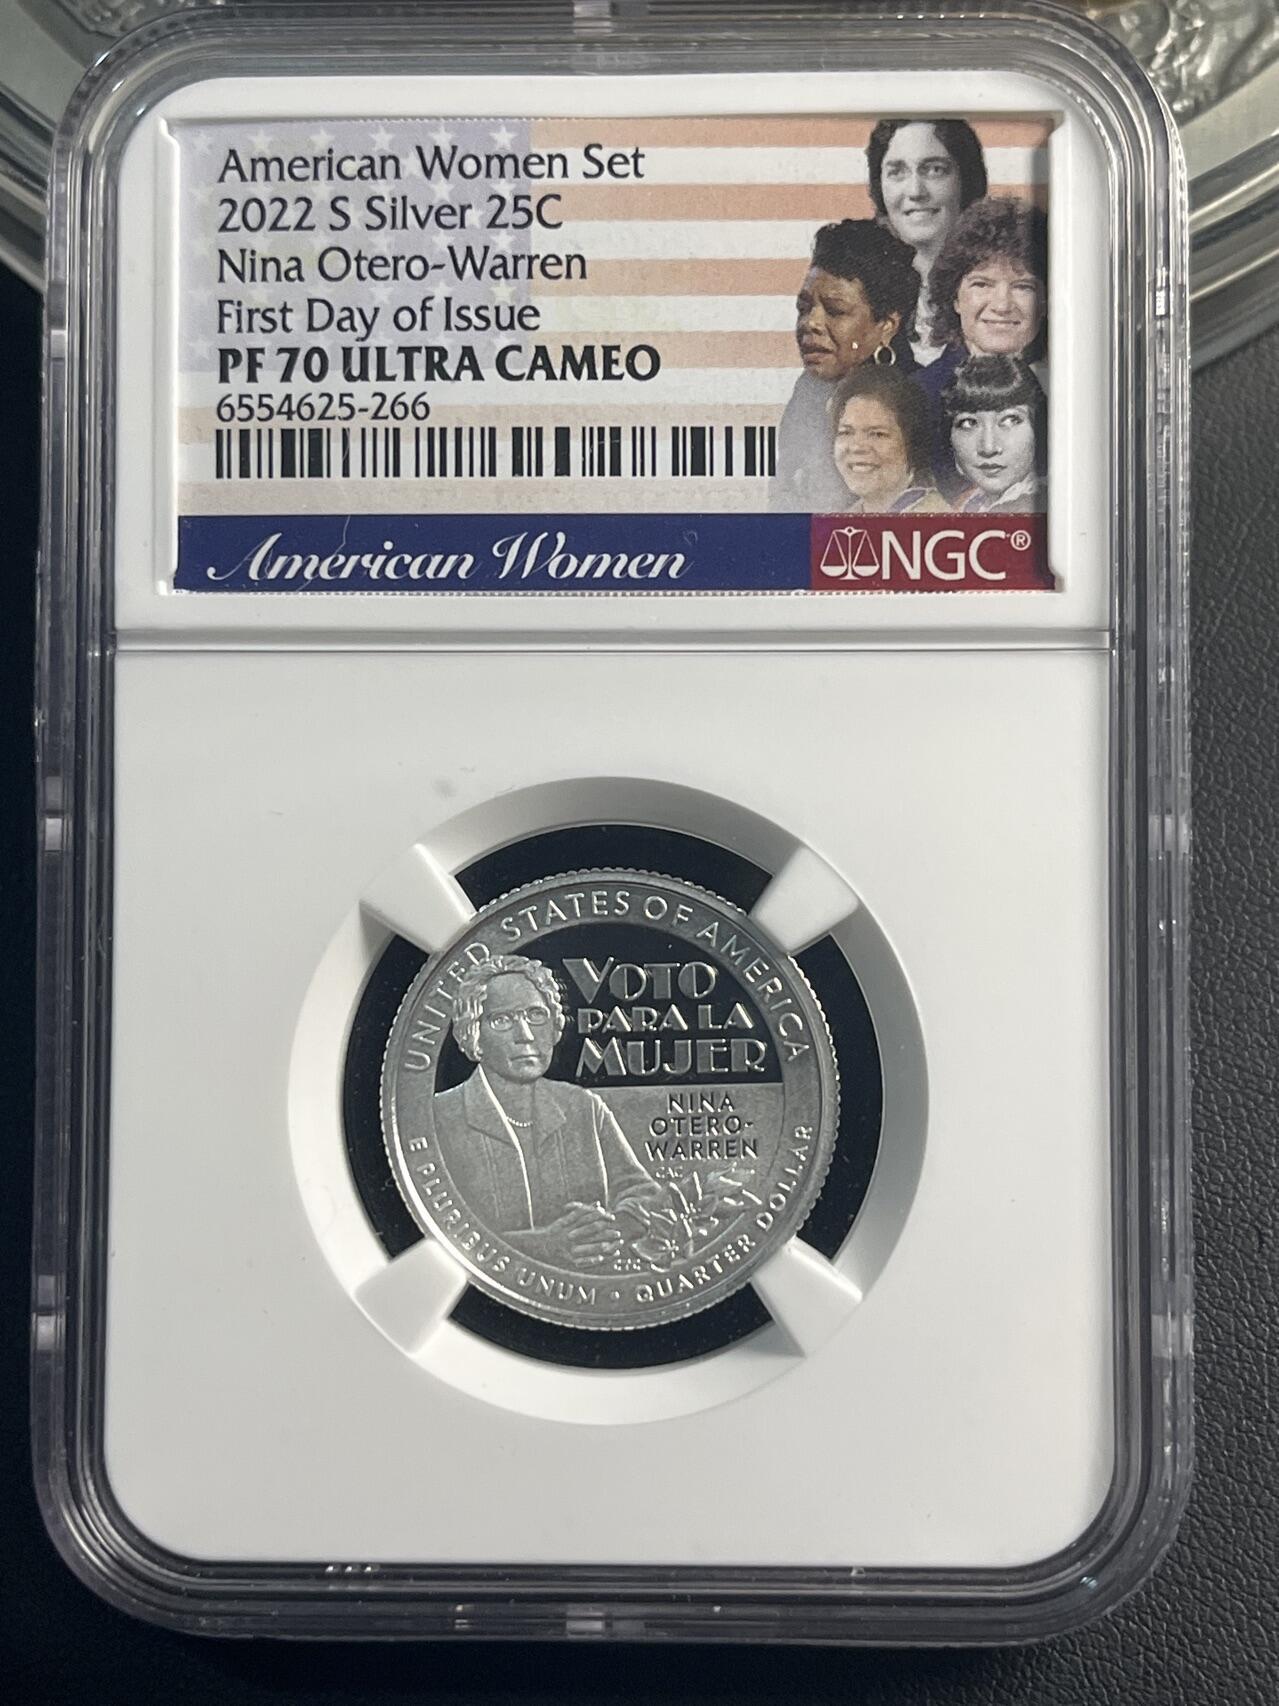 American Women Set
2022 S Silver 25C
Nina Otero-Warren
First Day of Issue
PF 70 ULTRA CAMEO
6554625-266
American Women
NGC®
UNITED STATES OF AMERICA
VOTO
PARA LA
MUJER
NINA
OTERO-
WARREN
CAC
E PLURIBUS UNUM • QUARTER DOLLAR